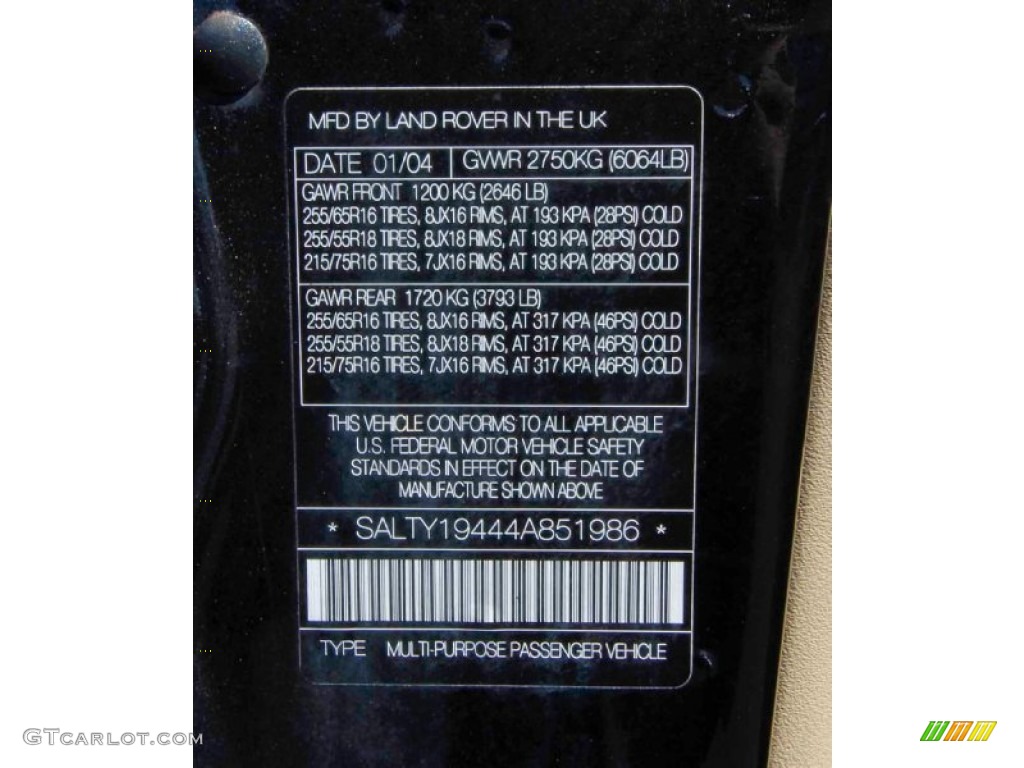 MFD BY LAND ROVER IN THE UK
DATE 01/04 GVWR 2750KG (6064LB)
GAWR FRONT 1200 KG (2646 LB)
255/65R16 TIRES, 8JX16 RIMS, AT 193 KPA (28PSI) COLD
255/55R18 TIRES, 8JX18 RIMS, AT 193 KPA (28PSI) COLD
215/75R16 TIRES, 7JX16 RIMS, AT 193 KPA (28PSI) COLD
GAWR REAR 1720 KG (3793 LB)
255/65R16 TIRES, 8JX16 RIMS, AT 317 KPA (46PSI) COLD
255/55R18 TIRES, 8JX18 RIMS, AT 317 KPA (46PSI) COLD
215/75R16 TIRES, 7JX16 RIMS, AT 317 KPA (46PSI) COLD
THIS VEHICLE CONFORMS TO ALL APPLICABLE
U.S. FEDERAL MOTOR VEHICLE SAFETY
STANDARDS IN EFFECT ON THE DATE OF
MANUFACTURE SHOWN ABOVE
* SALTY19444A851986 *
TYPE MULTI-PURPOSE PASSENGER VEHICLE
GTcarlot.com